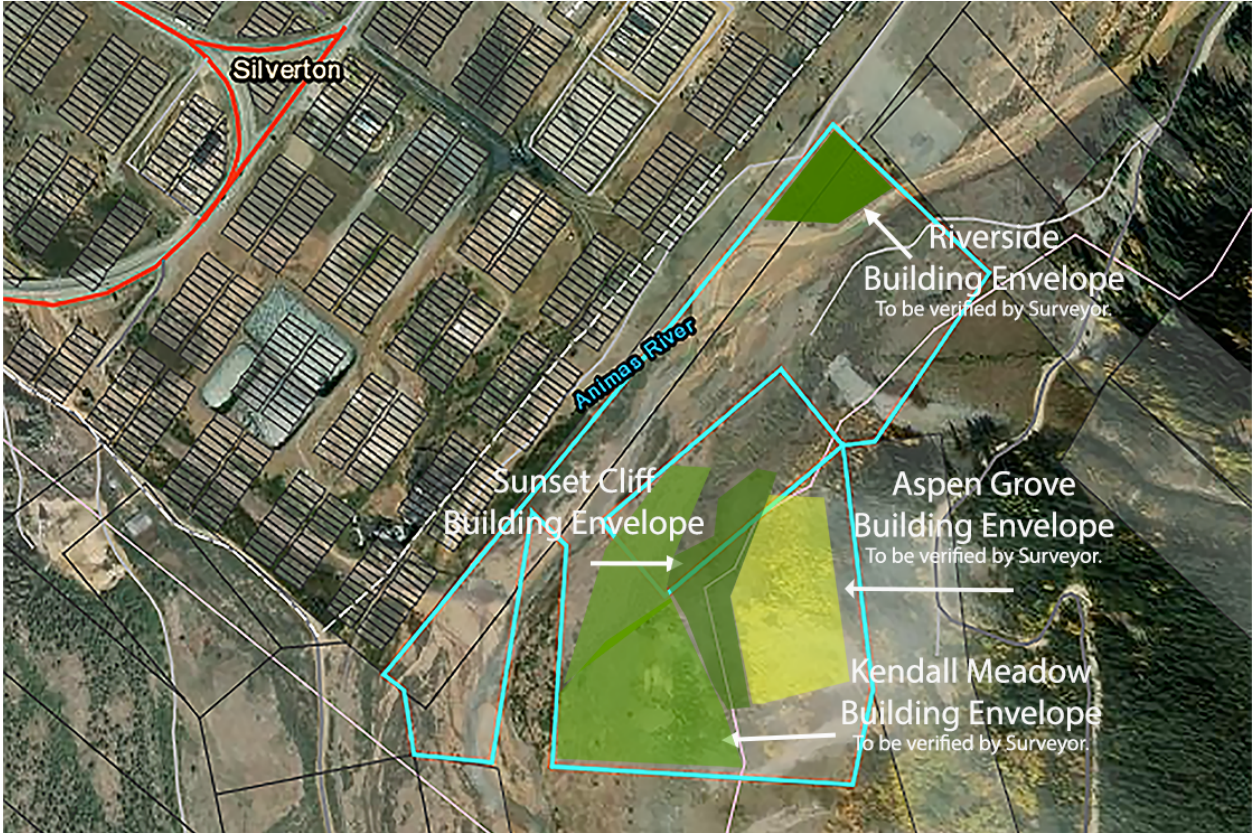 Silverton
Riverside
Building Envelope
To be verified by Surveyor.
Animas River
Sunset Cliff
Building Envelope
Aspen Grove
Building Envelope
To be verified by Surveyor.
Kendall Meadow
Building Envelope
To be verified by Surveyor.